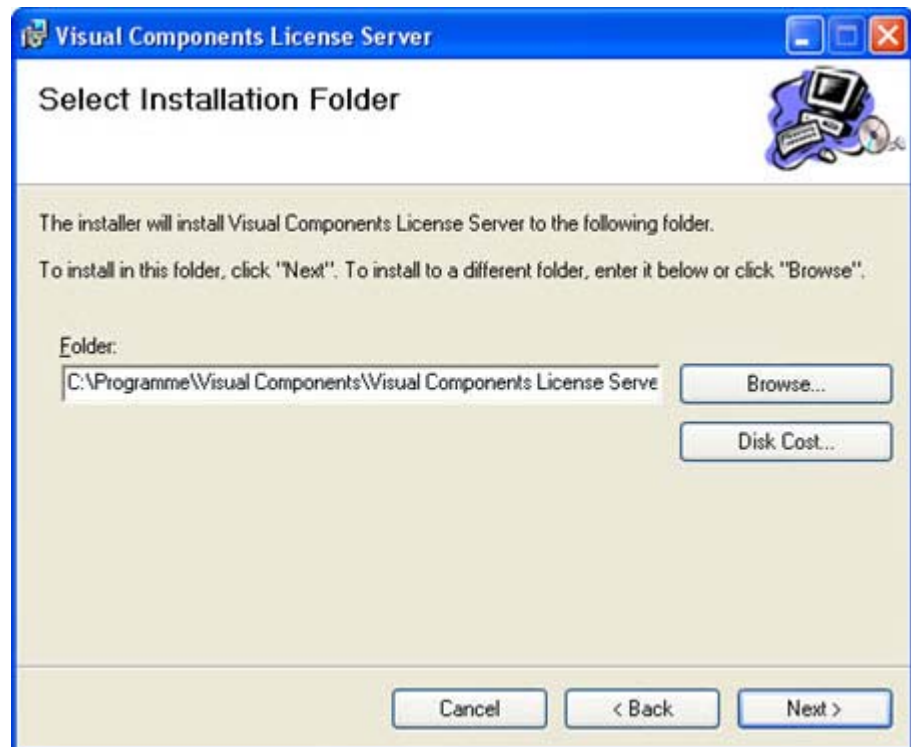 Visual Components License Server
Select Installation Folder
The installer will install Visual Components License Server to the following folder.
To install in this folder, click "Next". To install to a different folder, enter it below or click "Browse".
Folder:
C:\Programme\Visual Components\Visual Components License Serve
Browse...
Disk Cost...
Cancel
< Back
Next >